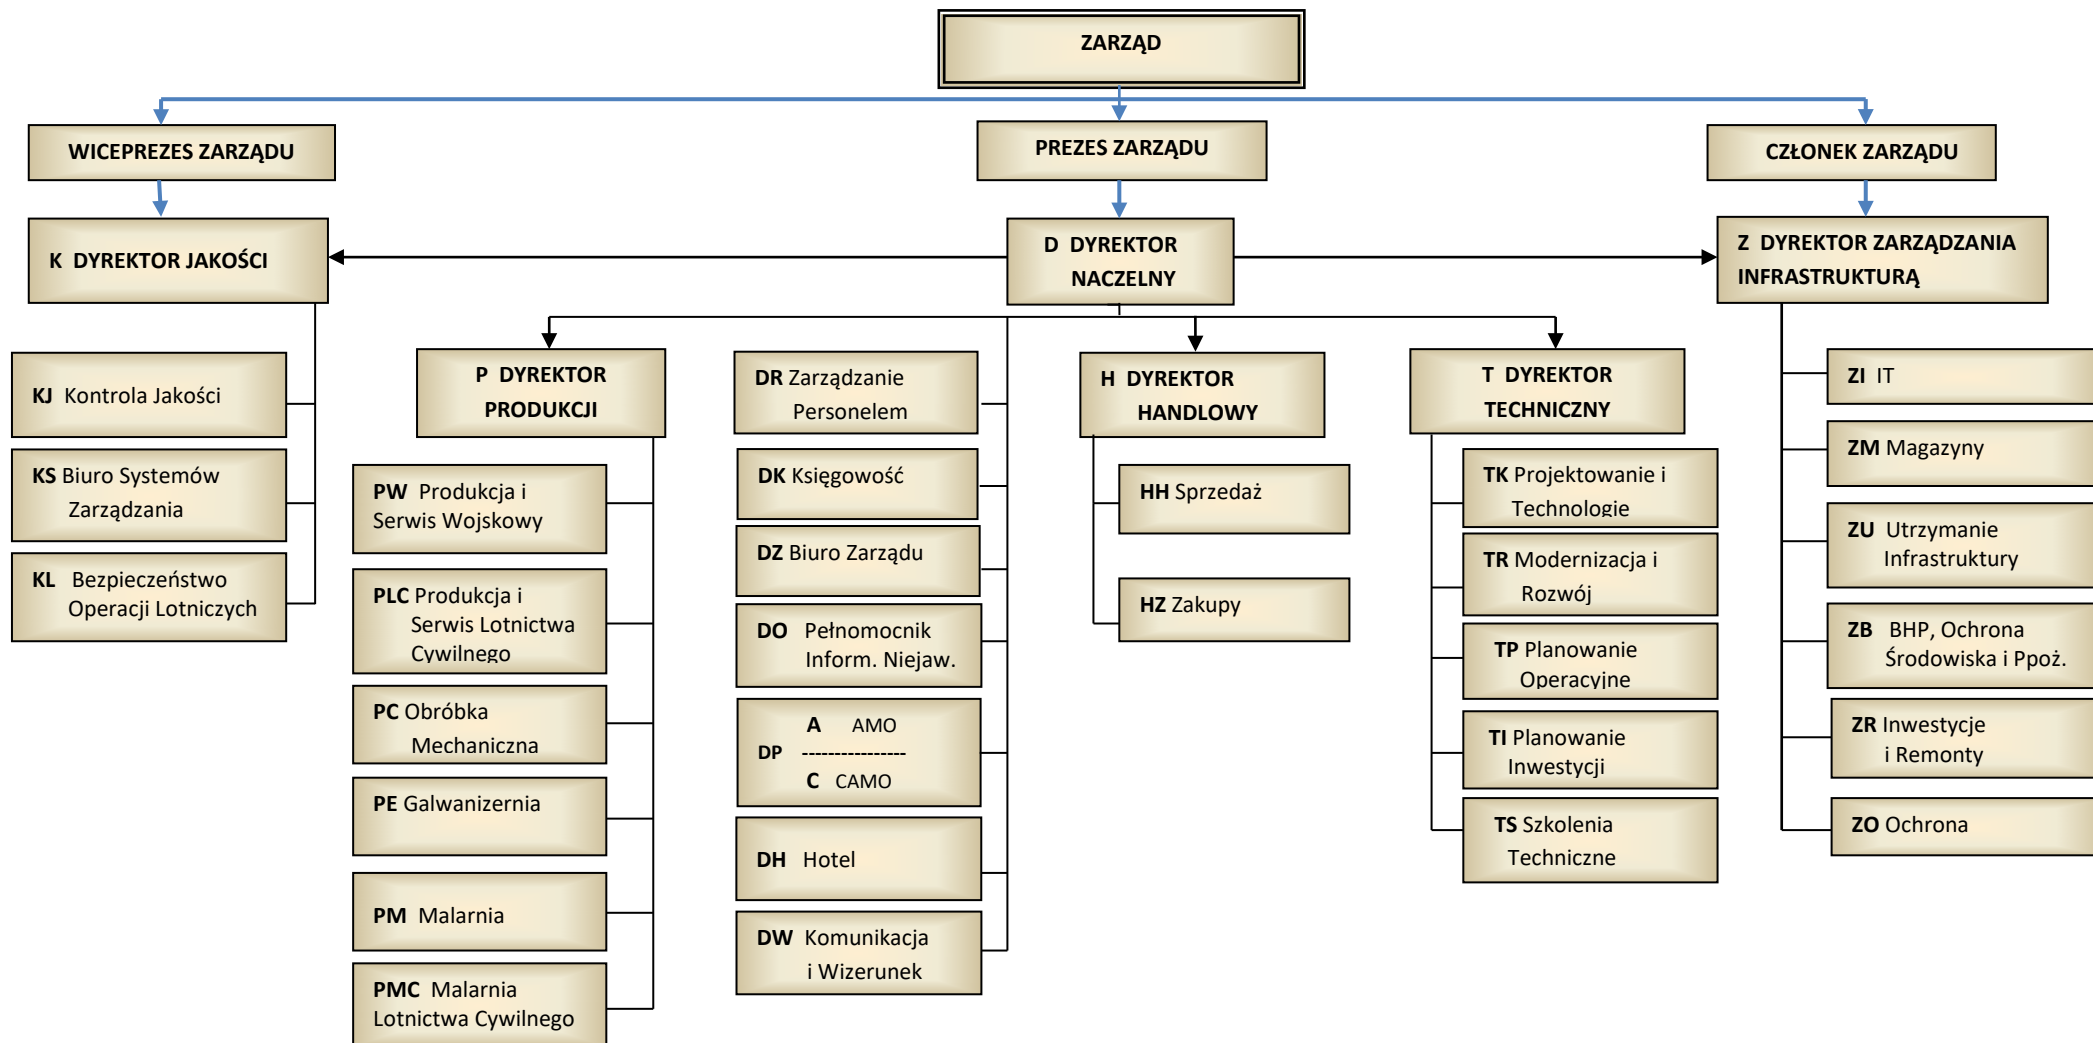 ZARZĄD
WICEPREZES ZARZĄDU
PREZES ZARZĄDU
CZŁONEK ZARZĄDU
K DYREKTOR JAKOŚCI
D DYREKTOR
NACZELNY
Z DYREKTOR ZARZĄDZANIA
INFRASTRUKTURĄ
KJ Kontrola Jakości
KS Biuro Systemów
Zarządzania
KL Bezpieczeństwo
Operacji Lotniczych
P DYREKTOR
PRODUKCJI
PW Produkcja i
Serwis Wojskowy
PLC Produkcja i
Serwis Lotnictwa
Cywilnego
PC Obróbka
Mechaniczna
PE Galwanizernia
PM Malarnia
PMC Malarnia
Lotnictwa Cywilnego
DR Zarządzanie
Personelem
DK Księgowość
DZ Biuro Zarządu
DO Pełnomocnik
Inform. Niejaw.
A AMO
DP ----------------
C CAMO
DH Hotel
DW Komunikacja
i Wizerunek
H DYREKTOR
HANDLOWY
HH Sprzedaż
HZ Zakupy
T DYREKTOR
TECHNICZNY
TK Projektowanie i
Technologie
TR Modernizacja i
Rozwój
TP Planowanie
Operacyjne
TI Planowanie
Inwestycji
TS Szkolenia
Techniczne
ZI IT
ZM Magazyny
ZU Utrzymanie
Infrastruktury
ZB BHP, Ochrona
Środowiska i Ppoż.
ZR Inwestycje
i Remonty
ZO Ochrona